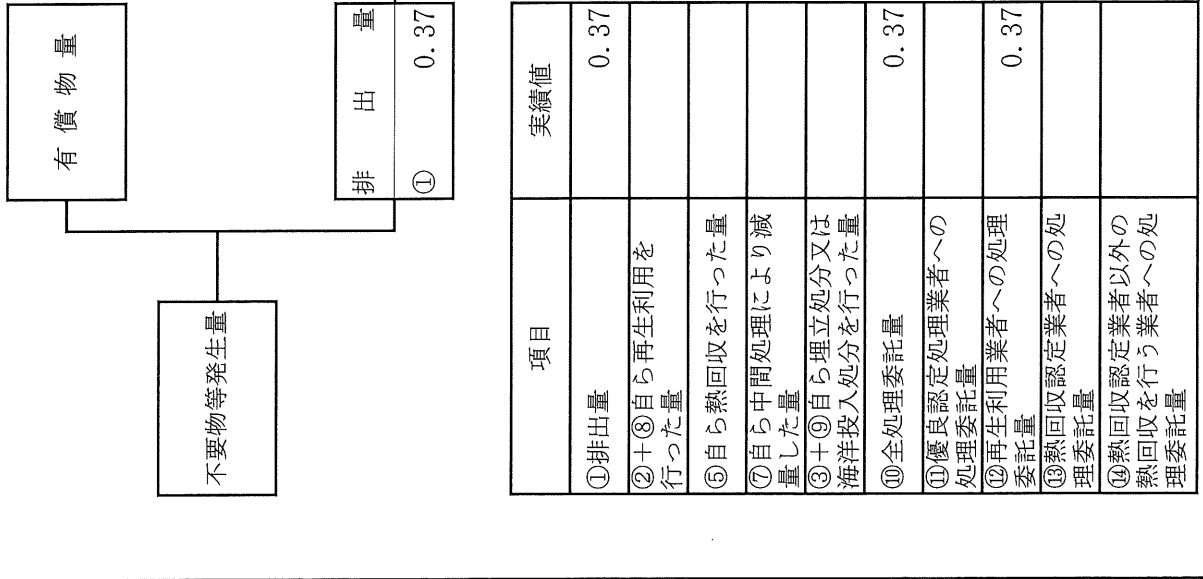 有償物量
不要物等発生量
排出量
① 0.37
項目 実績値
①排出量 0.37
②＋⑧自ら再生利用を
行った量
⑤自ら熱回収を行った量
⑦自ら中間処理により減
量した量
③＋⑨自ら埋立処分又は
海洋投入処分を行った量
⑩全処理委託量 0.37
⑪優良認定処理業者への
処理委託量
⑫再生利用業者への処理
委託量 0.37
⑬熱回収認定業者への処
理委託量
⑭熱回収認定業者以外の
熱回収を行う業者への処
理委託量